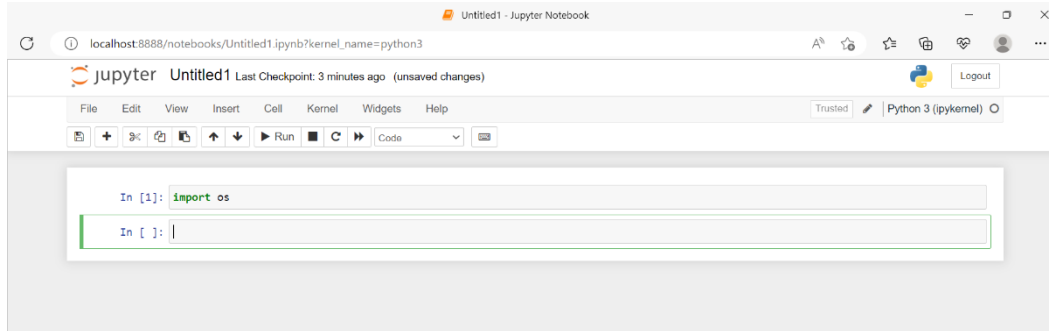 Untitled1 - Jupyter Notebook
localhost:8888/notebooks/Untitled1.ipynb?kernel_name=python3
jupyter Untitled1 Last Checkpoint: 3 minutes ago (unsaved changes) Logout
File Edit View Insert Cell Kernel Widgets Help Trusted Python 3 (ipykernel)
Run Code
In [1]: import os
In [ ]: